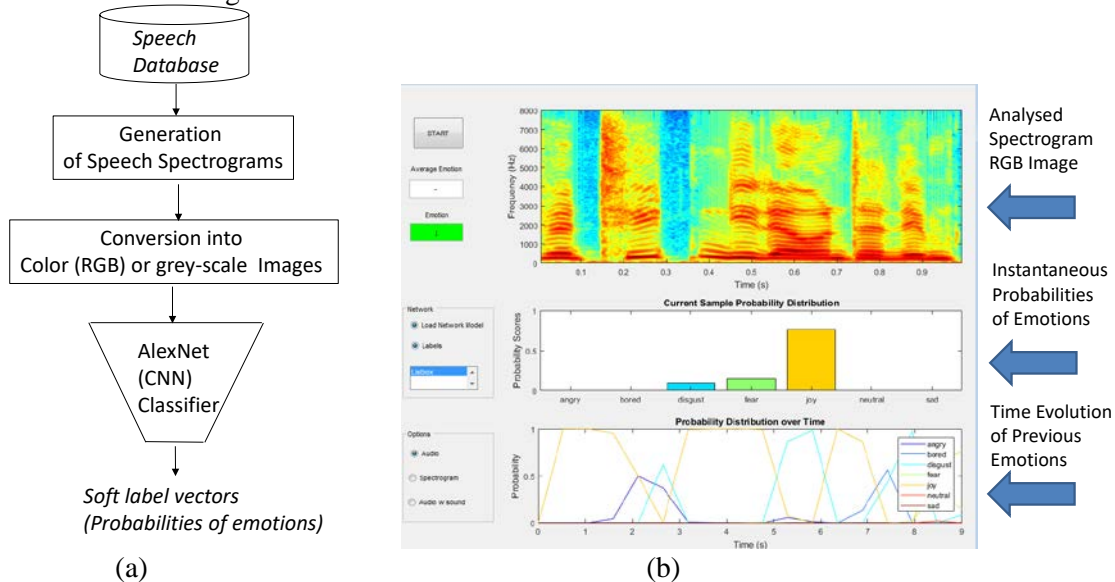 Speech
Database
Generation
of Speech Spectrograms
Conversion into
Color (RGB) or grey-scale Images
AlexNet
(CNN)
Classifier
Soft label vectors
(Probabilities of emotions)
(a)
START
Average Emotion
-
Emotion
Network
Load Network Model
Labels
Options
Audio
Spectrogram
Audio w sound
Frequency (Hz)
8000
7000
6000
5000
4000
3000
2000
1000
0
0.1 0.2 0.3 0.4 0.5 0.6 0.7 0.8 0.9
Time (s)
Current Sample Probability Distribution
Probability Scores
1
0.5
0
angry bored disgust fear joy neutral sad
Probability Distribution over Time
Probability
1
0.5
0
0 1 2 3 4 5 6 7 8 9
Time (s)
angry
bored
disgust
fear
joy
neutral
sad
(b)
Analysed
Spectrogram
RGB Image
Instantaneous
Probabilities
of Emotions
Time Evolution
of Previous
Emotions